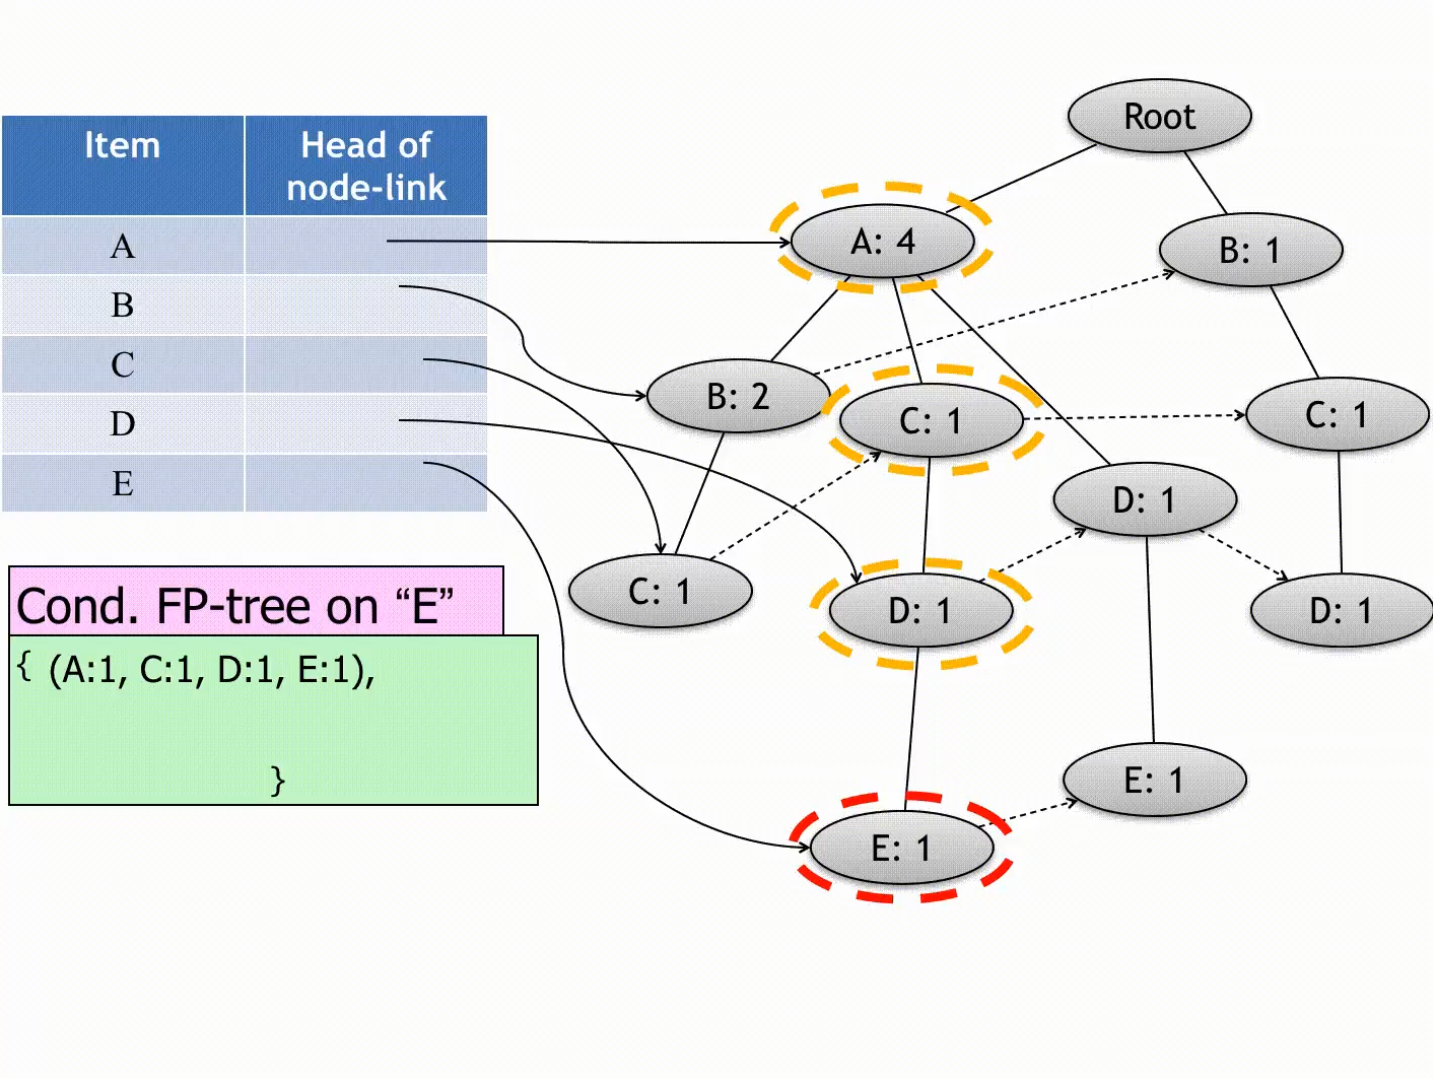 Item
Head of
node-link
A
B
C
D
E
Cond. FP-tree on “E”
{ (A:1, C:1, D:1, E:1),
}
Root
A: 4
B: 1
B: 2
C: 1
C: 1
D: 1
C: 1
D: 1
D: 1
E: 1
E: 1